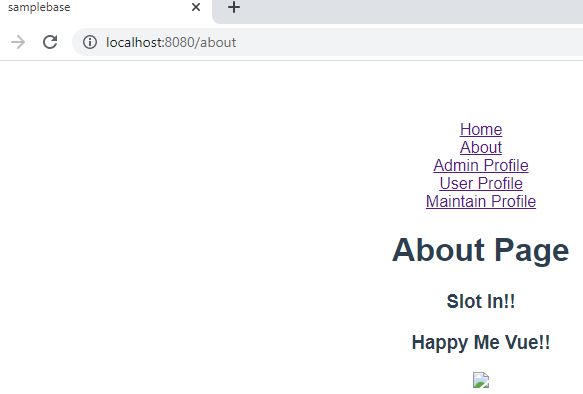 samplebase
localhost:8080/about
Home
About
Admin Profile
User Profile
Maintain Profile
About Page
Slot In!!
Happy Me Vue!!